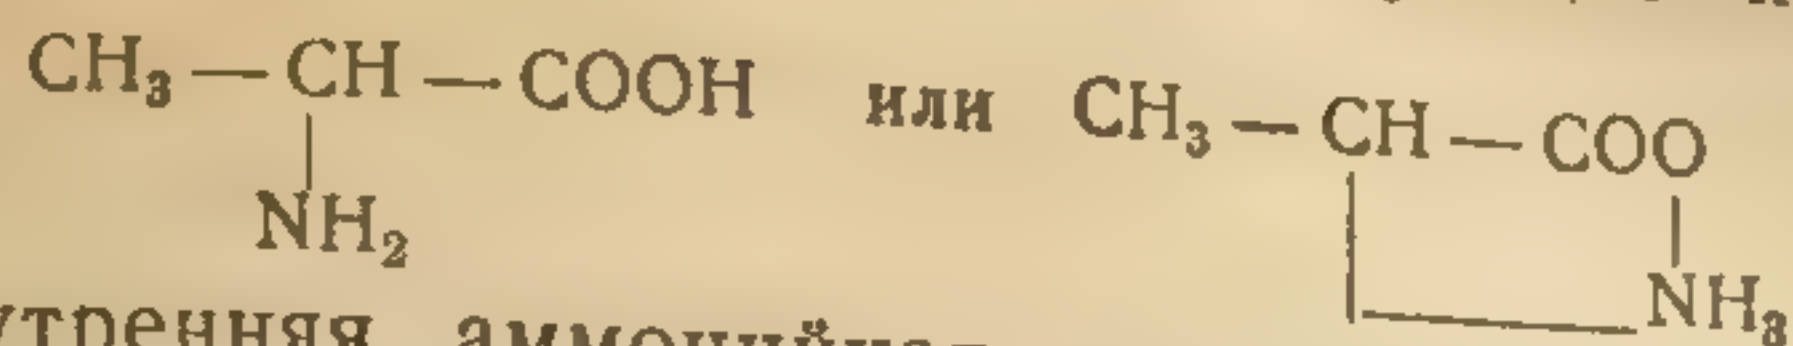 CH₃—CH—COOH или CH₃—CH—COO
NH₂ NH₃